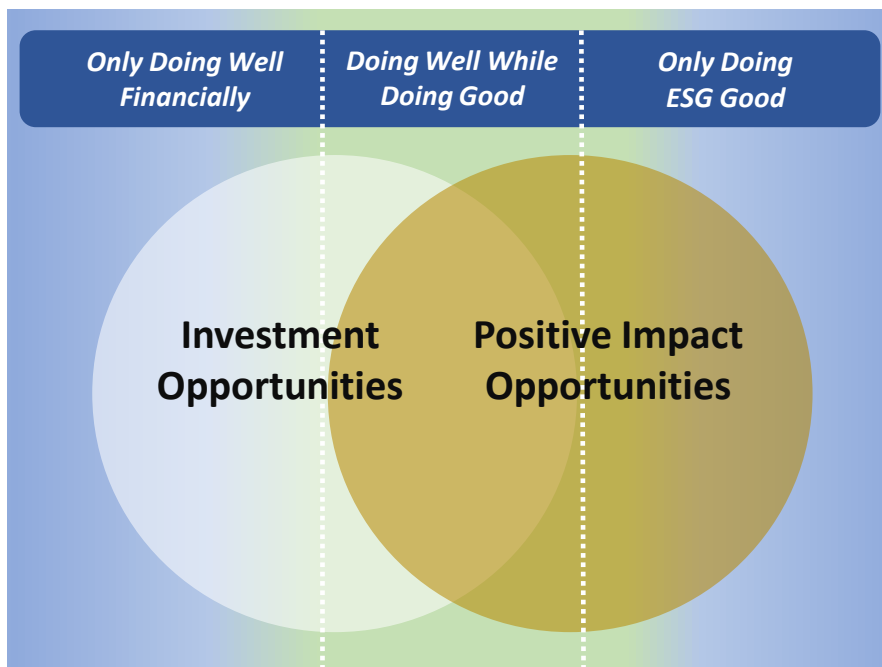 Only Doing Well
Financially
Doing Well While
Doing Good
Only Doing
ESG Good
Investment
Opportunities
Positive Impact
Opportunities